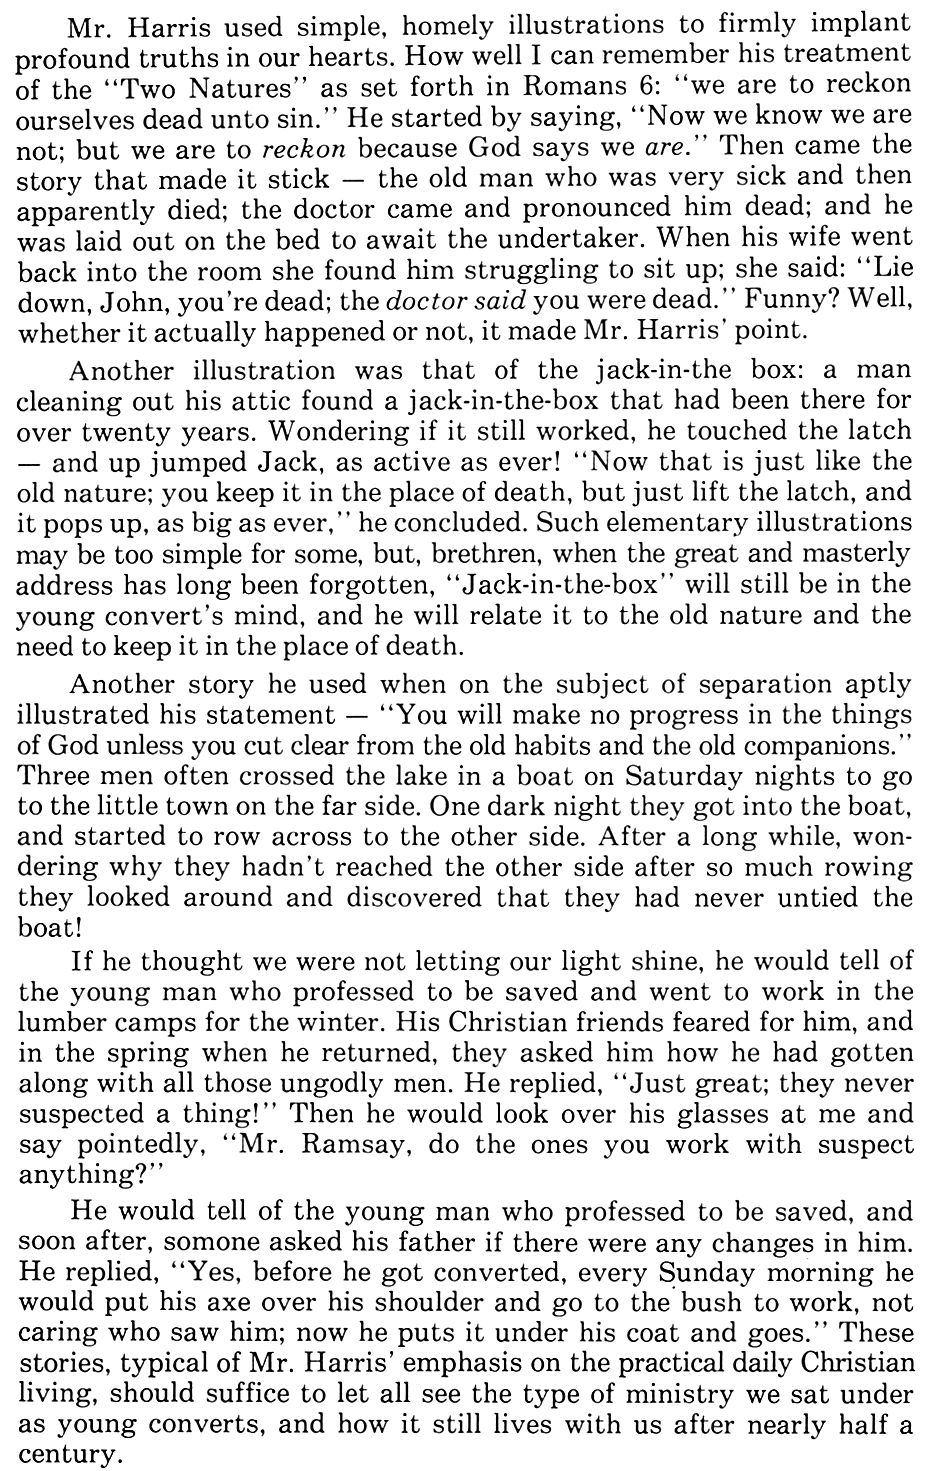 Mr. Harris used simple, homely illustrations to firmly implant
profound truths in our hearts. How well I can remember his treatment
of the "Two Natures" as set forth in Romans 6: "we are to reckon
ourselves dead unto sin." He started by saying, "Now we know we are
not; but we are to reckon because God says we are." Then came the
story that made it stick — the old man who was very sick and then
apparently died; the doctor came and pronounced him dead; and he
was laid out on the bed to await the undertaker. When his wife went
back into the room she found him struggling to sit up; she said: "Lie
down, John, you're dead; the doctor said you were dead." Funny? Well,
whether it actually happened or not, it made Mr. Harris' point.
Another illustration was that of the jack-in-the box: a man
cleaning out his attic found a jack-in-the-box that had been there for
over twenty years. Wondering if it still worked, he touched the latch
— and up jumped Jack, as active as ever! "Now that is just like the
old nature; you keep it in the place of death, but just lift the latch, and
it pops up, as big as ever," he concluded. Such elementary illustrations
may be too simple for some, but, brethren, when the great and masterly
address has long been forgotten, "Jack-in-the-box" will still be in the
young convert's mind, and he will relate it to the old nature and the
need to keep it in the place of death.
Another story he used when on the subject of separation aptly
illustrated his statement — "You will make no progress in the things
of God unless you cut clear from the old habits and the old companions."
Three men often crossed the lake in a boat on Saturday nights to go
to the little town on the far side. One dark night they got into the boat,
and started to row across to the other side. After a long while, won-
dering why they hadn't reached the other side after so much rowing
they looked around and discovered that they had never untied the
boat!
If he thought we were not letting our light shine, he would tell of
the young man who professed to be saved and went to work in the
lumber camps for the winter. His Christian friends feared for him, and
in the spring when he returned, they asked him how he had gotten
along with all those ungodly men. He replied, "Just great; they never
suspected a thing!" Then he would look over his glasses at me and
say pointedly, "Mr. Ramsay, do the ones you work with suspect
anything?"
He would tell of the young man who professed to be saved, and
soon after, somone asked his father if there were any changes in him.
He replied, "Yes, before he got converted, every Sunday morning he
would put his axe over his shoulder and go to the bush to work, not
caring who saw him; now he puts it under his coat and goes." These
stories, typical of Mr. Harris' emphasis on the practical daily Christian
living, should suffice to let all see the type of ministry we sat under
as young converts, and how it still lives with us after nearly half a
century.